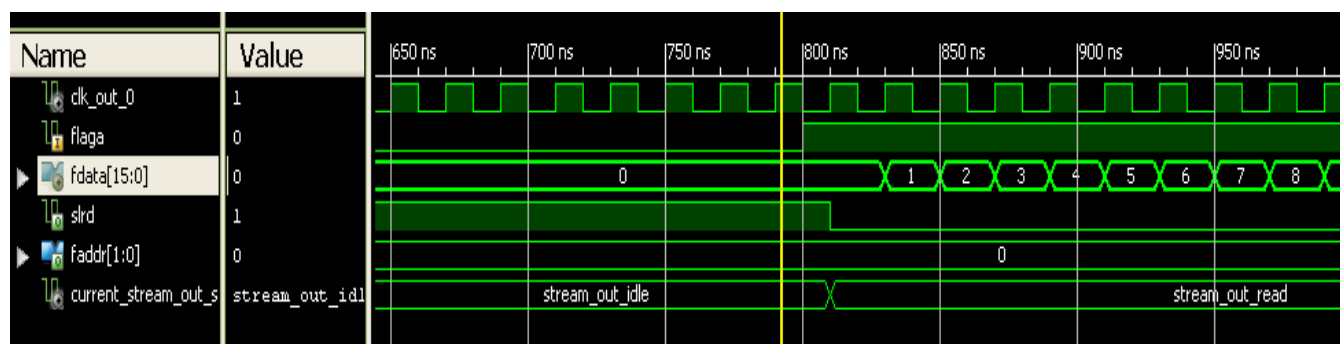 Name Value 650 ns 700 ns 750 ns 800 ns 850 ns 900 ns 950 ns
clk_out_0 1
flaga 0
fdata[15:0] 0 0 1 2 3 4 5 6 7 8
slrd 1
faddr[1:0] 0 0
current_stream_out_s stream_out_idl stream_out_idle stream_out_read